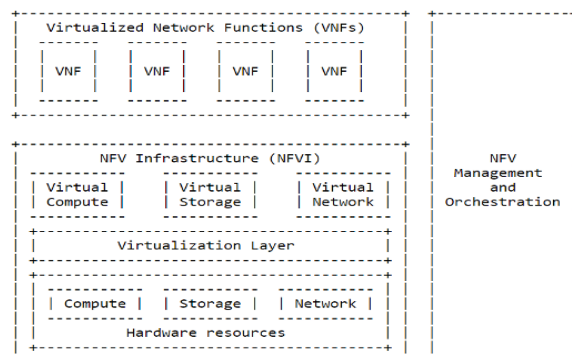 Virtualized Network Functions (VNFs)
VNF VNF VNF VNF
NFV Infrastructure (NFVI)
Virtual Compute
Virtual Storage
Virtual Network
Virtualization Layer
Compute Storage Network
Hardware resources
NFV
Management
and
Orchestration